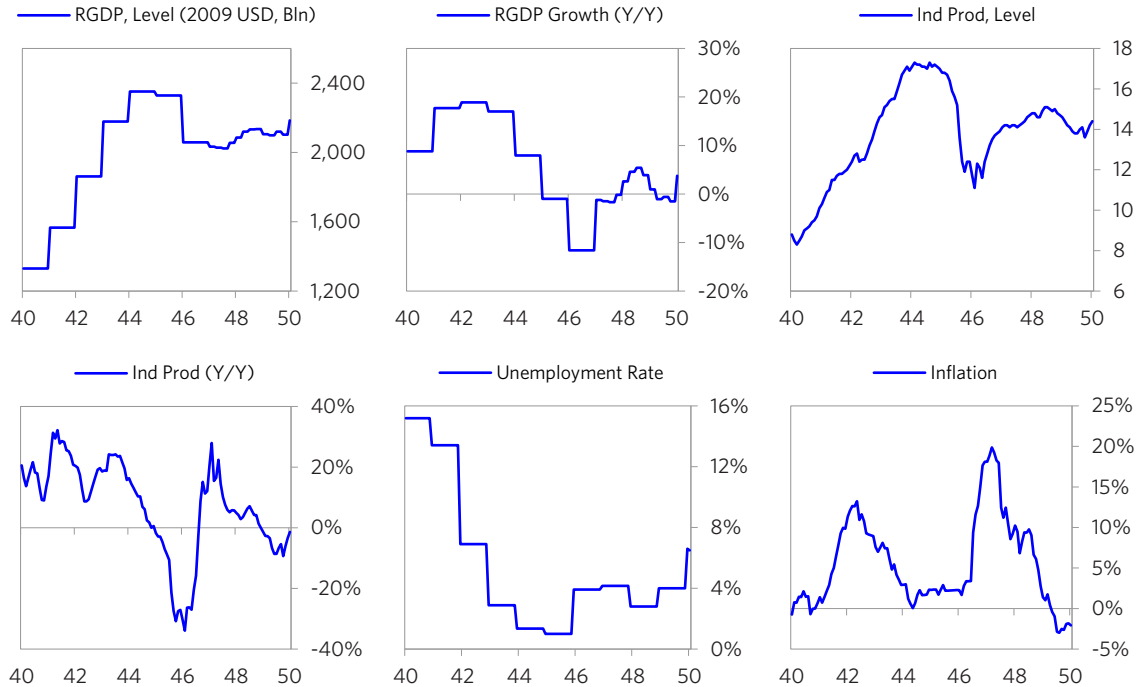 RGDP, Level (2009 USD, Bln)
2,400
2,000
1,600
1,200
40 42 44 46 48 50
RGDP Growth (Y/Y)
30%
20%
10%
0%
-10%
-20%
40 42 44 46 48 50
Ind Prod, Level
18
16
14
12
10
8
6
40 42 44 46 48 50
Ind Prod (Y/Y)
40%
20%
0%
-20%
-40%
40 42 44 46 48 50
Unemployment Rate
16%
12%
8%
4%
0%
40 42 44 46 48 50
Inflation
25%
20%
15%
10%
5%
0%
-5%
40 42 44 46 48 50